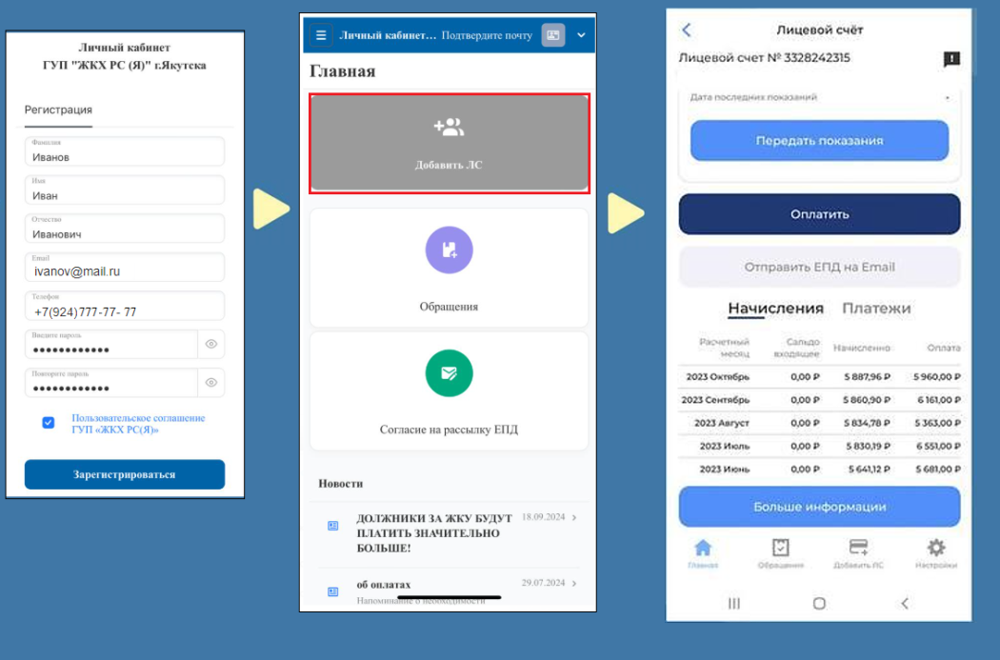 Личный кабинет
ГУП "ЖКХ РС (Я)" г.Якутска
Регистрация
Фамилия
Иванов
Имя
Иван
Отчество
Иванович
Email
ivanov@mail.ru
Телефон
+7(924)777-77- 77
Введите пароль
Повторите пароль
Пользовательское соглашение
ГУП «ЖКХ РС(Я)»
Зарегистрироваться
Личный кабинет... Подтвердите почту
Главная
Добавить ЛС
Обращения
Согласие на рассылку ЕПД
Новости
ДОЛЖНИКИ ЗА ЖКУ БУДУТ 18.09.2024
ПЛАТИТЬ ЗНАЧИТЕЛЬНО
БОЛЬШЕ!
об оплатах 29.07.2024
Напоминание о необходимости
Лицевой счёт
Лицевой счет № 3328242315
Дата последних показаний -
Передать показания
Оплатить
Отправить ЕПД на Email
Начисления Платежи
Расчетный месяц Сальдо входящее Начисленно Оплата
2023 Октябрь 0,00 ₽ 5 887,96 ₽ 5 960,00 ₽
2023 Сентябрь 0,00 ₽ 5 860,90 ₽ 6 161,00 ₽
2023 Август 0,00 ₽ 5 834,78 ₽ 5 363,00 ₽
2023 Июль 0,00 ₽ 5 830,19 ₽ 6 551,00 ₽
2023 Июнь 0,00 ₽ 5 641,12 ₽ 5 681,00 ₽
Больше информации
Главная Обращения Добавить ЛС Настройки